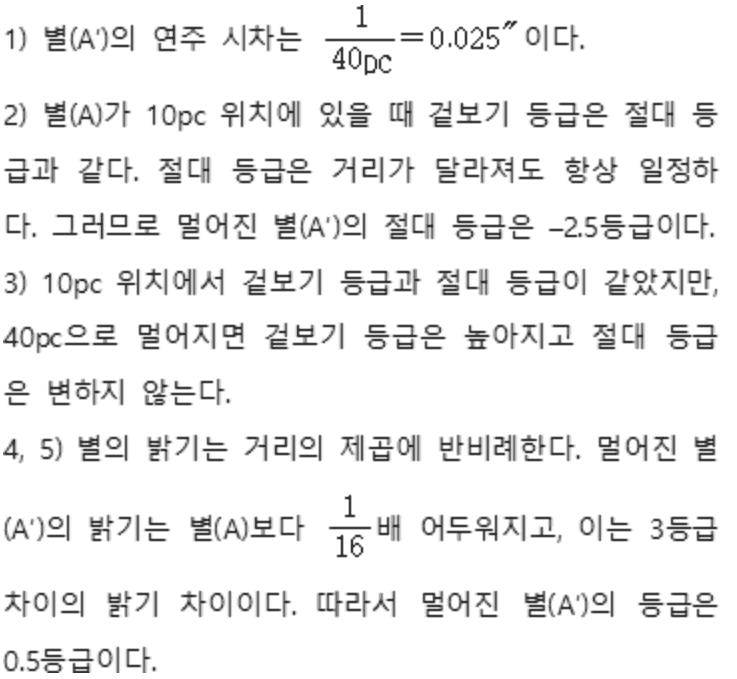 1) 별(A′)의 연주 시차는 1/40pc=0.025″이다.
2) 별(A)가 10pc 위치에 있을 때 겉보기 등급은 절대 등
급과 같다. 절대 등급은 거리가 달라져도 항상 일정하
다. 그러므로 멀어진 별(A′)의 절대 등급은 –2.5등급이다.
3) 10pc 위치에서 겉보기 등급과 절대 등급이 같았지만,
40pc으로 멀어지면 겉보기 등급은 높아지고 절대 등급
은 변하지 않는다.
4, 5) 별의 밝기는 거리의 제곱에 반비례한다. 멀어진 별
(A′)의 밝기는 별(A)보다 1/16배 어두워지고, 이는 3등급
차이의 밝기 차이이다. 따라서 멀어진 별(A′)의 등급은
0.5등급이다.